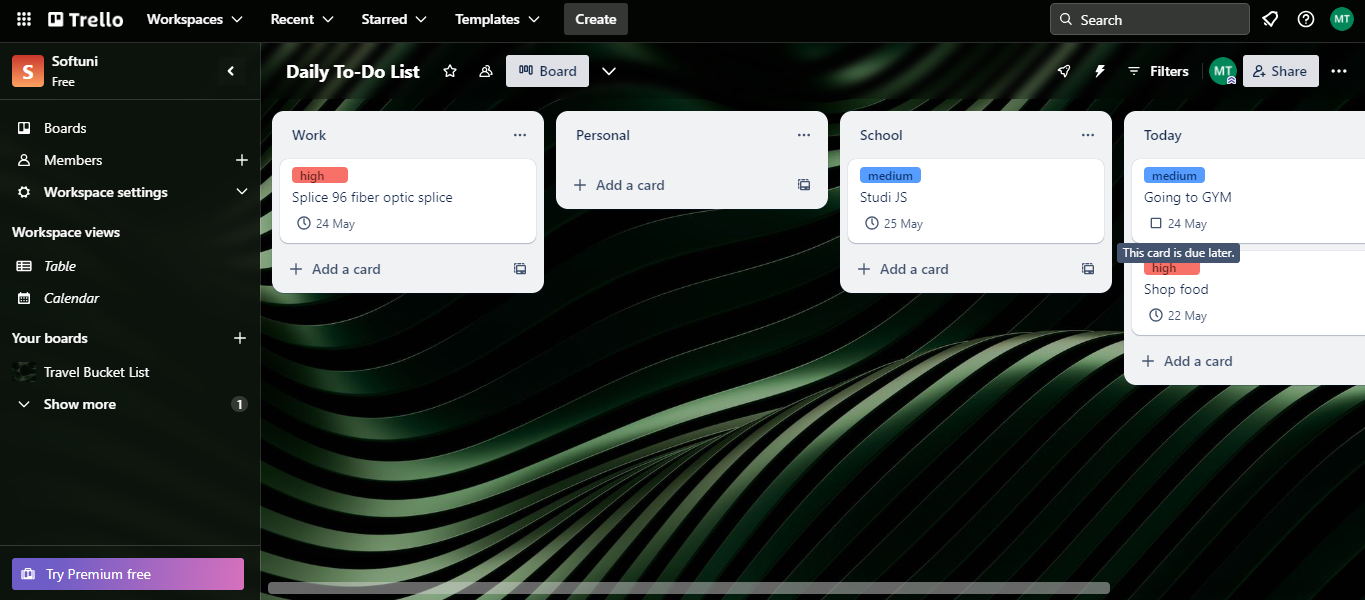 Trello Workspaces Recent Starred Templates Create Search MT
S Softuni
Free
Daily To-Do List Board Filters MT Share
Boards
Members
Workspace settings
Workspace views
Table
Calendar
Your boards
Travel Bucket List
Show more 1
Try Premium free
Work
high
Splice 96 fiber optic splice
24 May
Add a card
Personal
Add a card
School
medium
Studi JS
25 May
Add a card
Today
medium
Going to GYM
24 May
This card is due later.
high
Shop food
22 May
Add a card